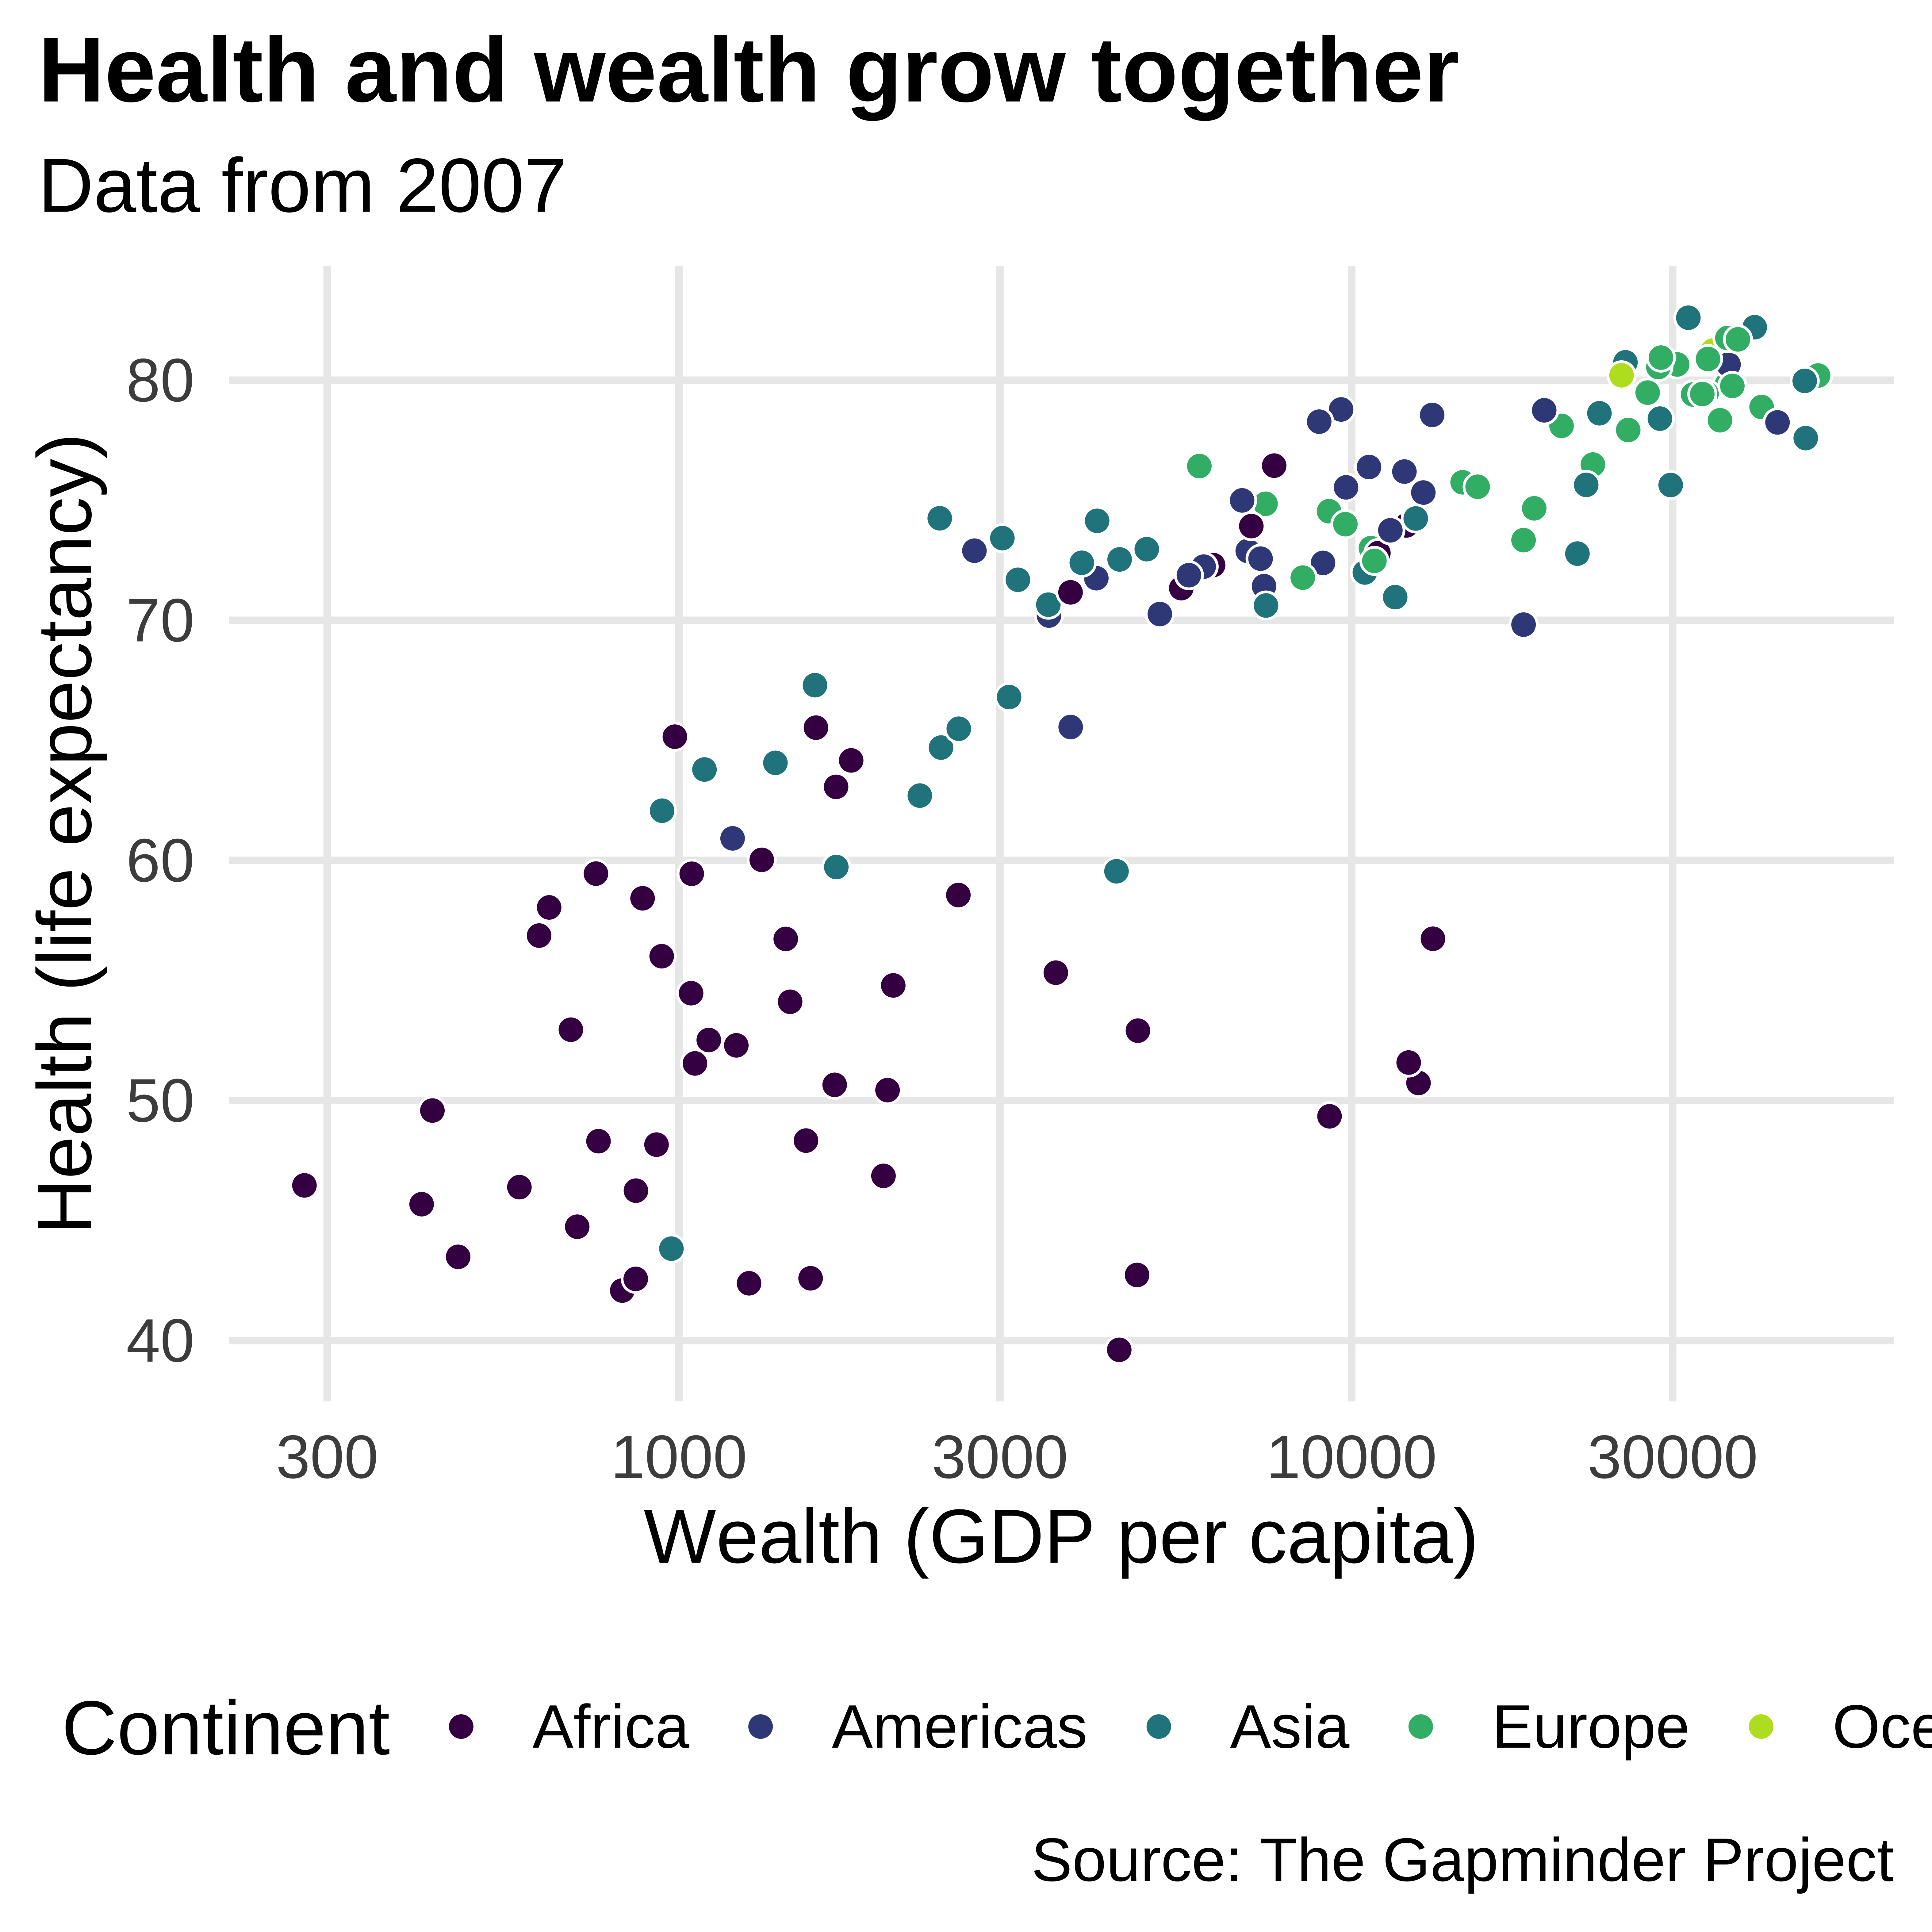 Health and wealth grow together
Data from 2007
Health (life expectancy)
80
70
60
50
40
300 1000 3000 10000 30000
Wealth (GDP per capita)
Continent Africa Americas Asia Europe Oce
Source: The Gapminder Project